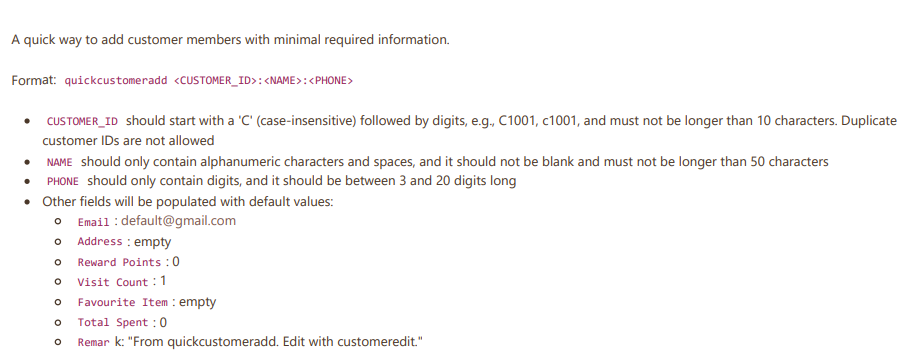 A quick way to add customer members with minimal required information.
Format: quickcustomeradd <CUSTOMER_ID>:<NAME>:<PHONE>
• CUSTOMER_ID should start with a 'C' (case-insensitive) followed by digits, e.g., C1001, c1001, and must not be longer than 10 characters. Duplicate
customer IDs are not allowed
• NAME should only contain alphanumeric characters and spaces, and it should not be blank and must not be longer than 50 characters
• PHONE should only contain digits, and it should be between 3 and 20 digits long
• Other fields will be populated with default values:
○ Email : default@gmail.com
○ Address : empty
○ Reward Points : 0
○ Visit Count : 1
○ Favourite Item : empty
○ Total Spent : 0
○ Remar k: "From quickcustomeradd. Edit with customeredit."